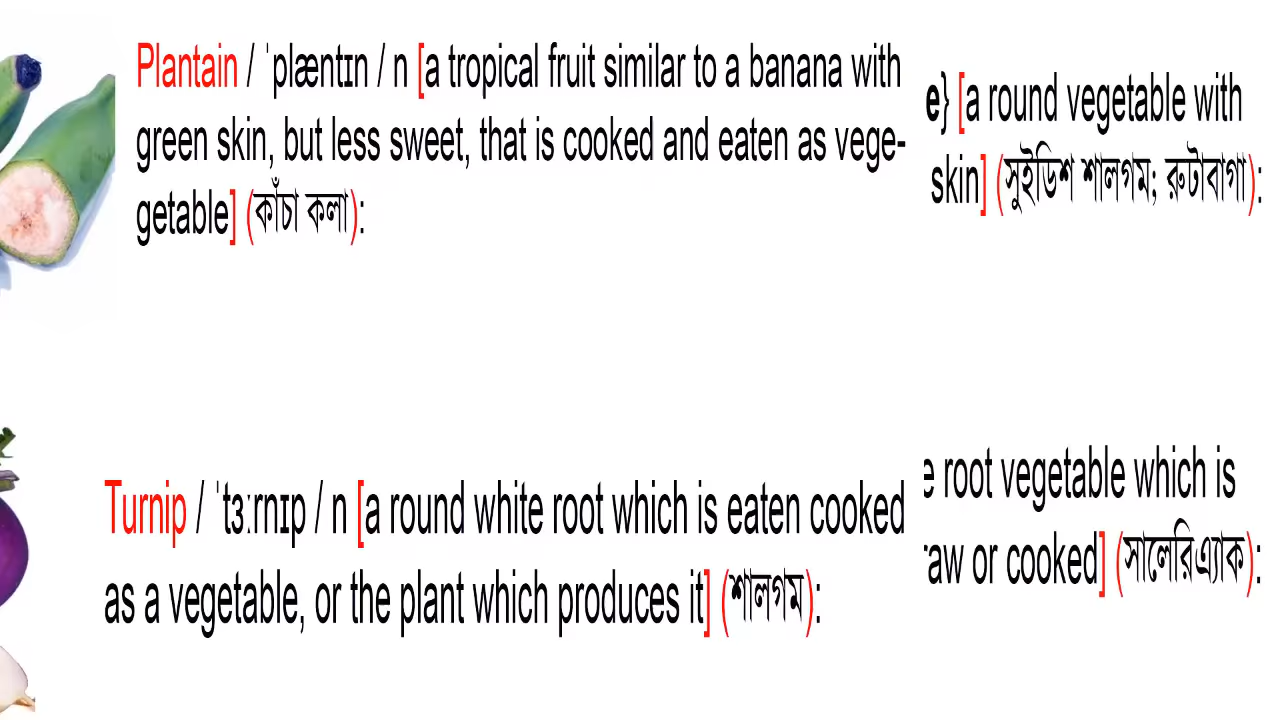 Plantain / ˈplæntɪn / n [a tropical fruit similar to a banana with
green skin, but less sweet, that is cooked and eaten as vege-
getable] (কাঁচা কলা):
Turnip / ˈtɜːrnɪp / n [a round white root which is eaten cooked
as a vegetable, or the plant which produces it] (শালগম):
e} [a round vegetable with
skin] (সুইডিশ শালগম; রুটাবাগা):
e root vegetable which is
raw or cooked] (সালেরিএ্যাক):